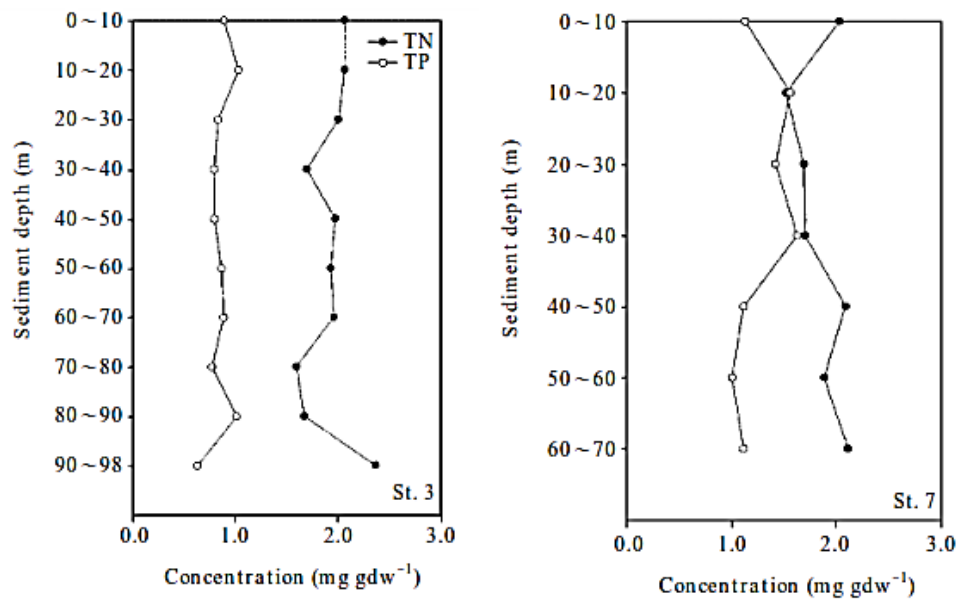 0~10
10~20
20~30
30~40
40~50
50~60
60~70
70~80
80~90
90~98
Sediment depth (m)
TN
TP
St. 3
0.0 1.0 2.0 3.0
Concentration (mg gdw⁻¹)
0~10
10~20
20~30
30~40
40~50
50~60
60~70
Sediment depth (m)
St. 7
0.0 1.0 2.0 3.0
Concentration (mg gdw⁻¹)